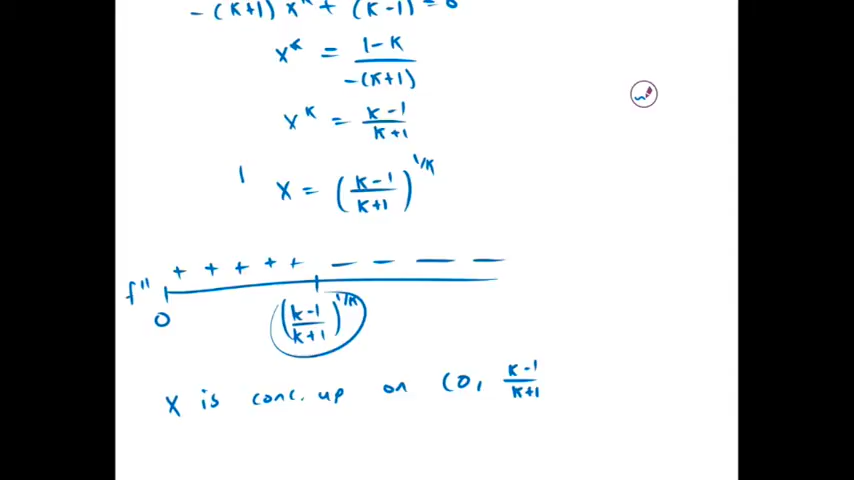 -(k+1) x^k + (k-1) = 0
x^k = 1-k / -(k+1)
x^k = k-1 / k+1
1 x = (k-1 / k+1)^1/k
+ + + + + — — — —
f"
0 (k-1 / k+1)^1/k
x is conc. up on (0, k-1 / k+1